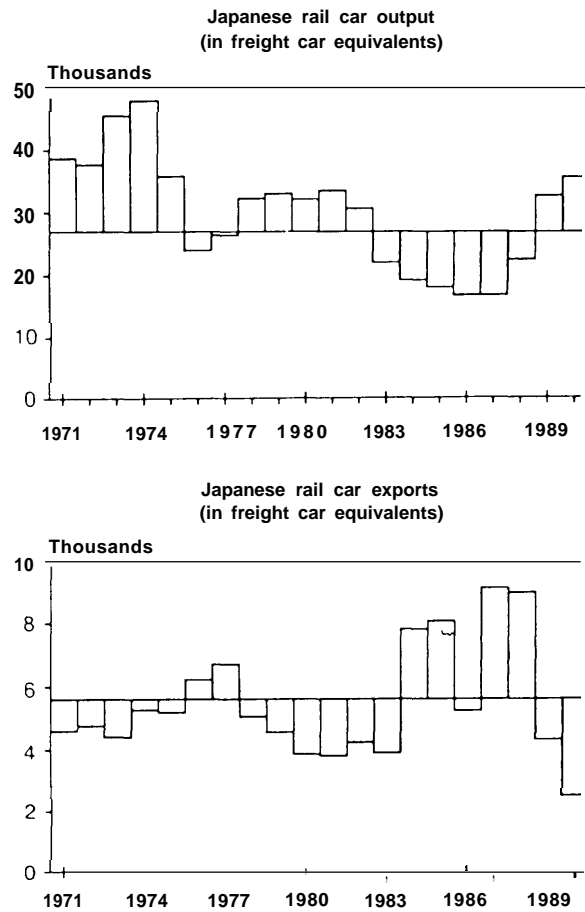 Japanese rail car output
(in freight car equivalents)
Thousands
50
40
30
20
10
0
1971 1974 1977 1980 1983 1986 1989
Japanese rail car exports
(in freight car equivalents)
Thousands
10
8
6
4
2
0
1971 1974 1977 1980 1983 1986 1989